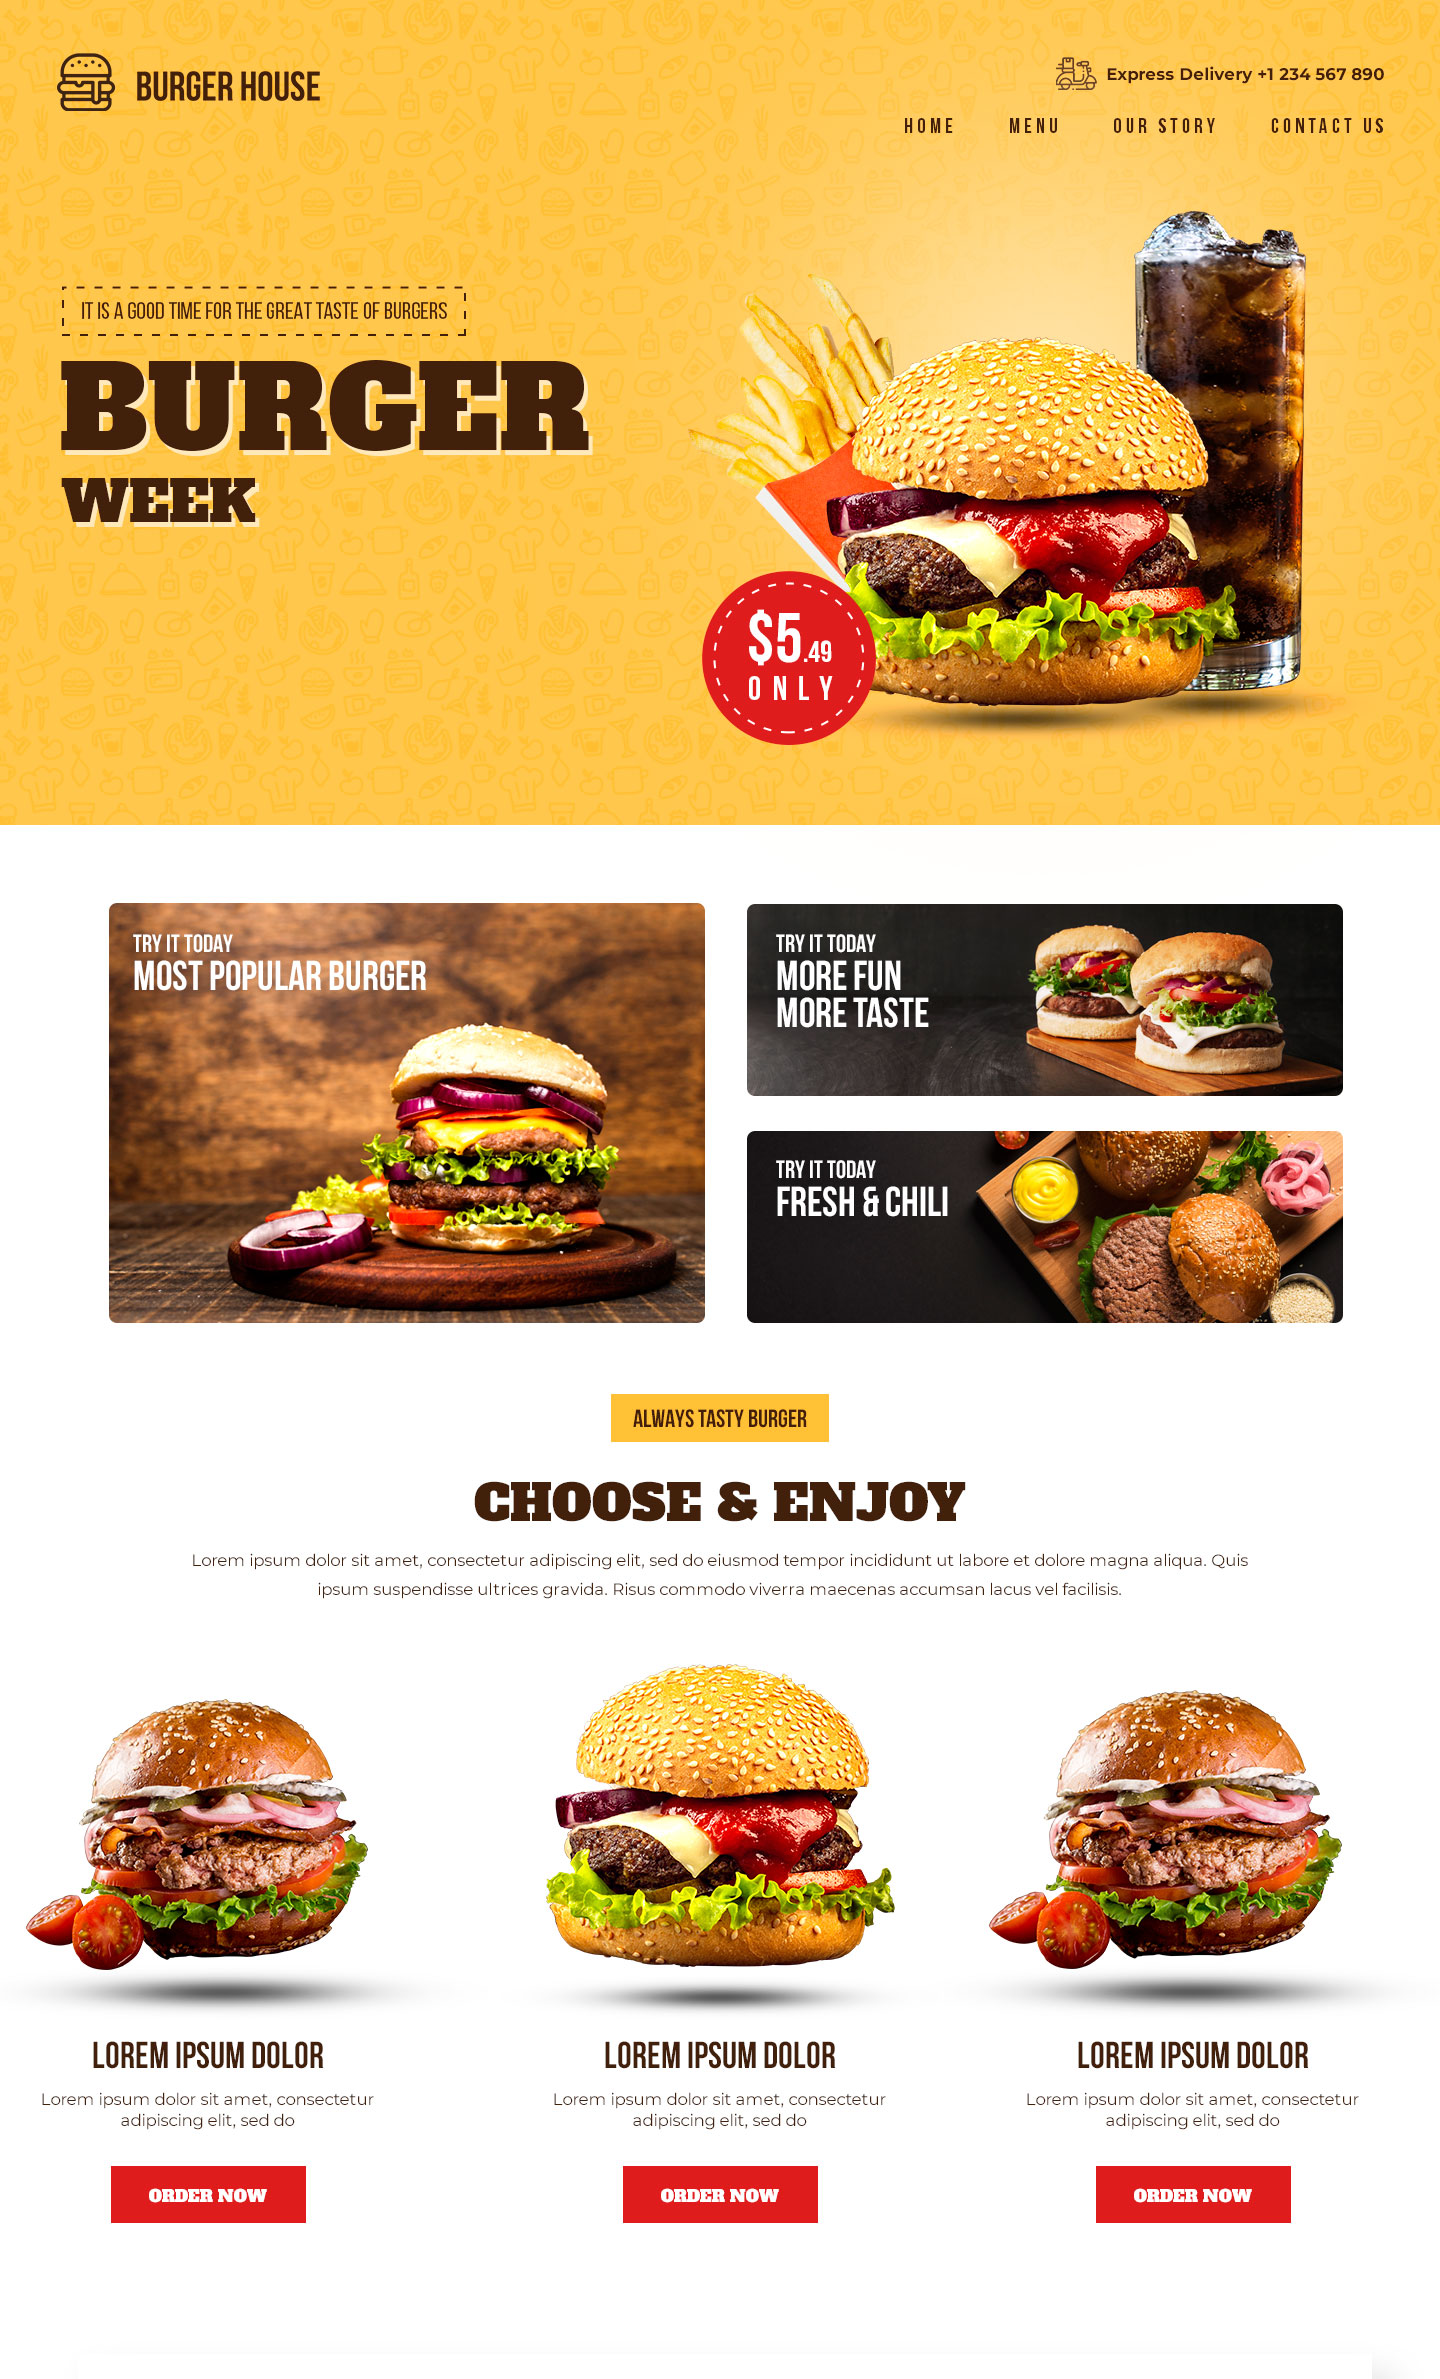 BURGER HOUSE
Express Delivery +1 234 567 890
HOME MENU OUR STORY CONTACT US
IT IS A GOOD TIME FOR THE GREAT TASTE OF BURGERS
BURGER
WEEK
$5.49
ONLY
TRY IT TODAY
MOST POPULAR BURGER
TRY IT TODAY
MORE FUN
MORE TASTE
TRY IT TODAY
FRESH & CHILI
ALWAYS TASTY BURGER
CHOOSE & ENJOY
Lorem ipsum dolor sit amet, consectetur adipiscing elit, sed do eiusmod tempor incididunt ut labore et dolore magna aliqua. Quis
ipsum suspendisse ultrices gravida. Risus commodo viverra maecenas accumsan lacus vel facilisis.
LOREM IPSUM DOLOR
Lorem ipsum dolor sit amet, consectetur
adipiscing elit, sed do
ORDER NOW
LOREM IPSUM DOLOR
Lorem ipsum dolor sit amet, consectetur
adipiscing elit, sed do
ORDER NOW
LOREM IPSUM DOLOR
Lorem ipsum dolor sit amet, consectetur
adipiscing elit, sed do
ORDER NOW